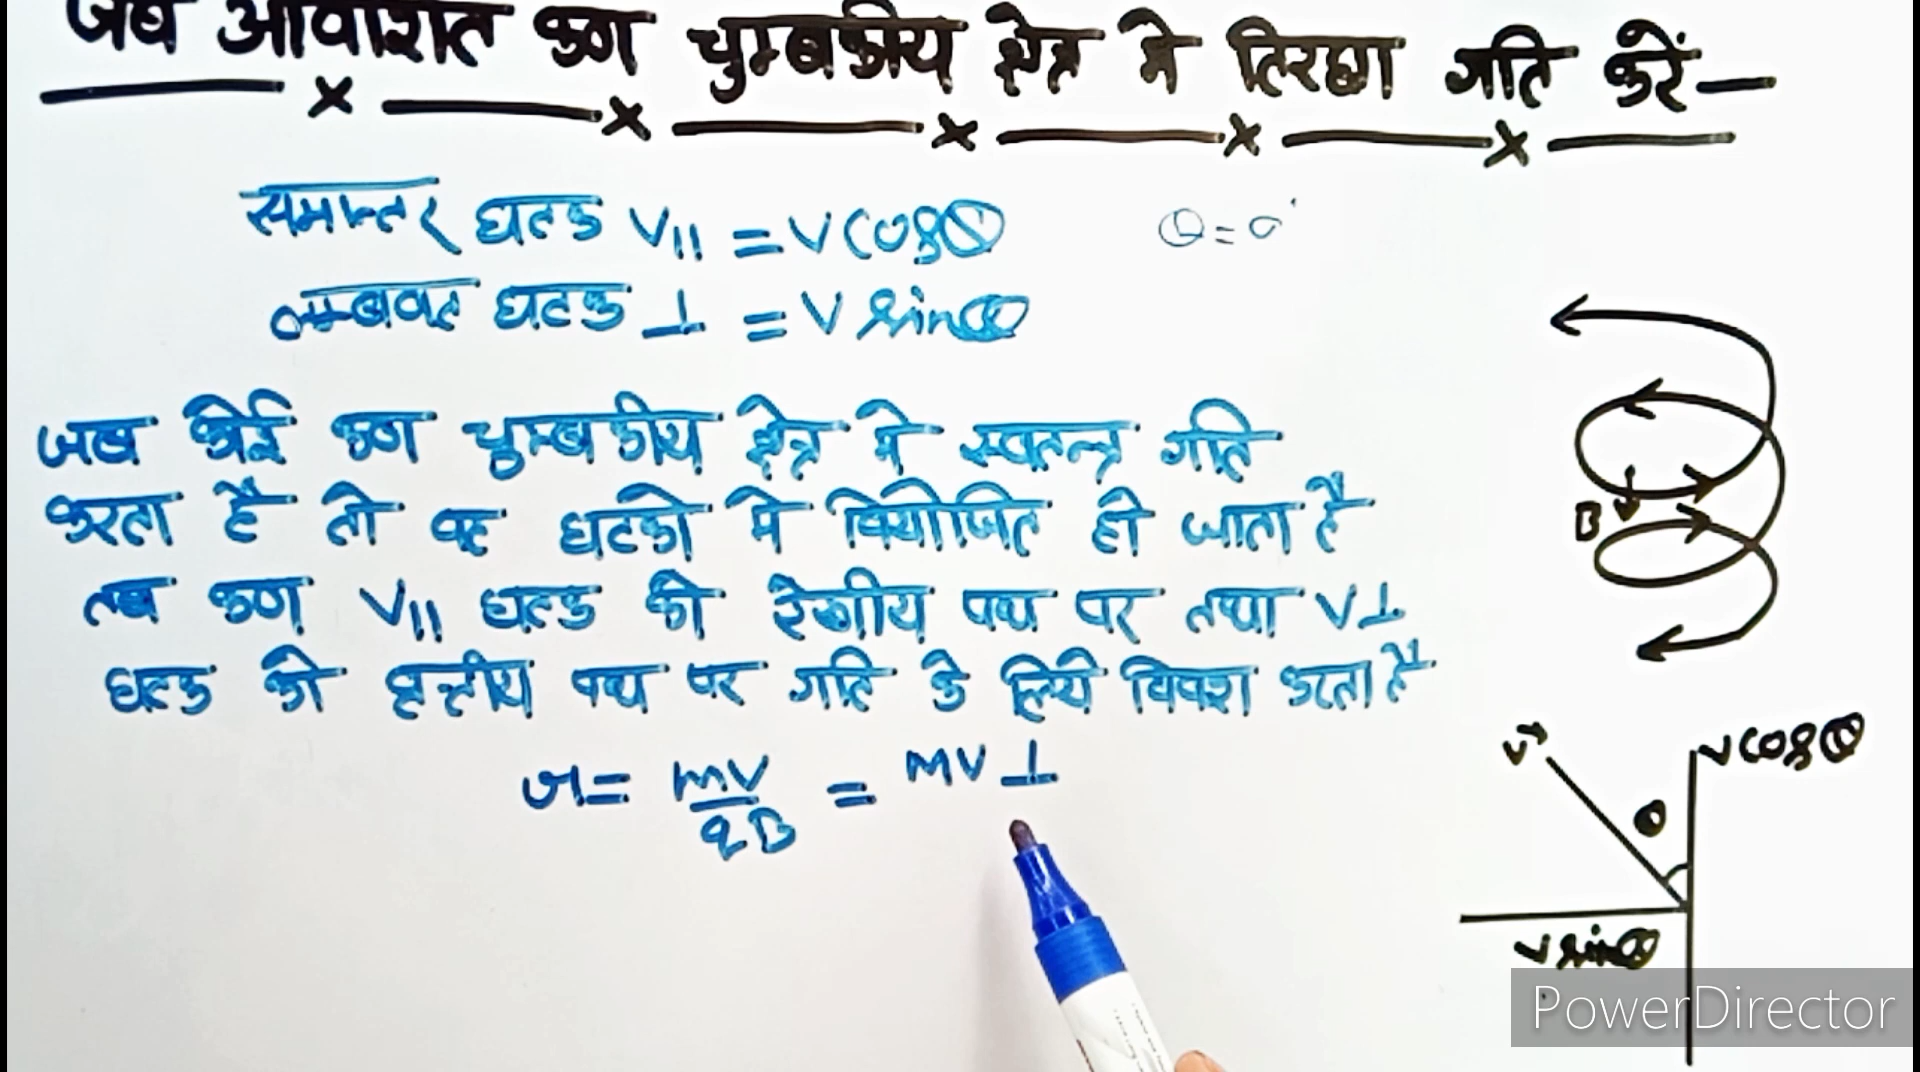 जब आवेशित कण चुम्बकीय क्षेत्र मे तिरछा गति करें—
समान्तर घटक V॥ = V cosθ
θ = 0°
लम्बवत घटक ⊥ = V sinθ
जब कोई कण चुम्बकीय क्षेत्र मे स्वतन्त्र गति
करता है तो वह घटको मे वियोजित हो जाता है
तब कण V॥ घटक को रेखीय पथ पर तथा V⊥
घटक को वृत्तीय पथ पर गति के लिये विवश करता है
r = mV/qB = MV⊥
B
V
V cosθ
θ
V sinθ
PowerDirector